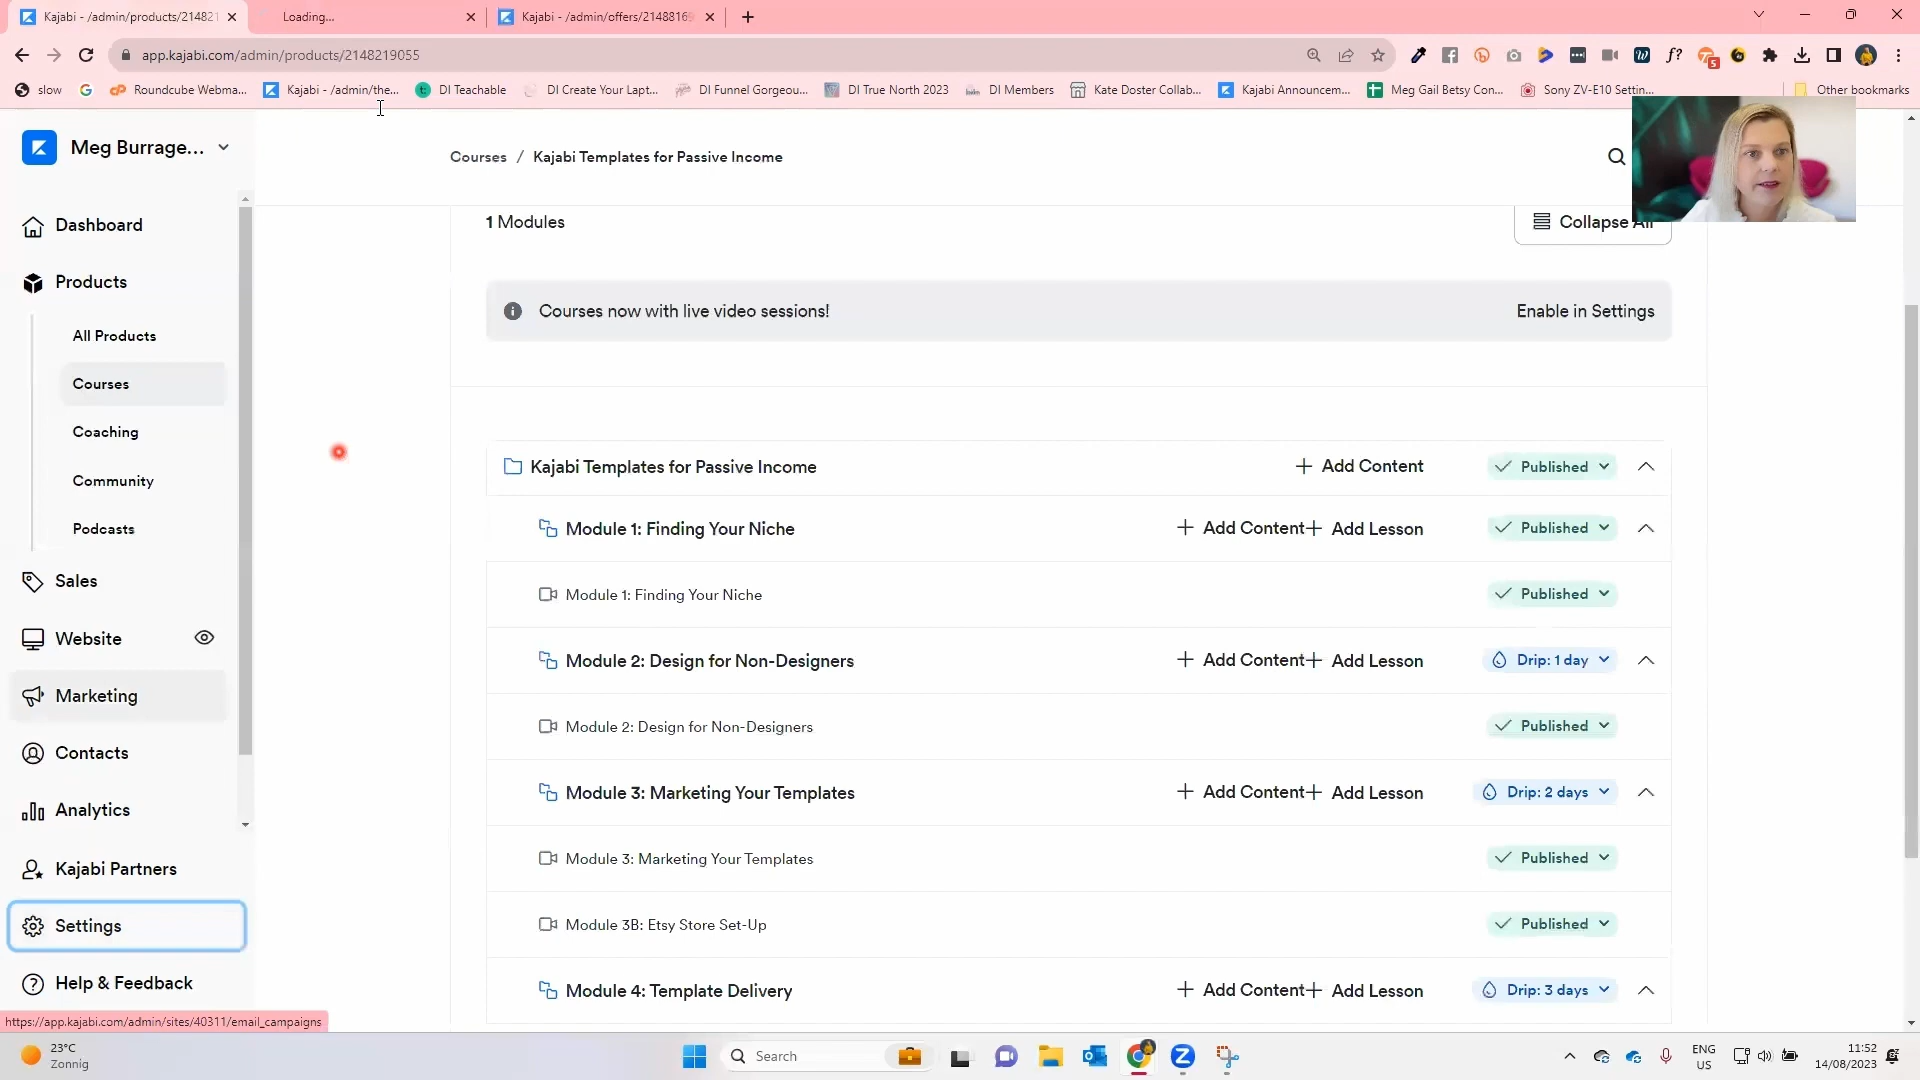 Kajabi - /admin/products/21482
Loading...
Kajabi - /admin/offers/21488169
app.kajabi.com/admin/products/2148219055
slow
Roundcube Webma...
Kajabi - /admin/the...
DI Teachable
DI Create Your Lapt...
DI Funnel Gorgeou...
DI True North 2023
DI Members
Kate Doster Collab...
Kajabi Announcem...
Meg Gail Betsy Con...
Sony ZV-E10 Settin...
Other bookmarks
Meg Burrage...
Courses / Kajabi Templates for Passive Income
Dashboard
Products
All Products
Courses
Coaching
Community
Podcasts
Sales
Website
Marketing
Contacts
Analytics
Kajabi Partners
Settings
Help & Feedback
1 Modules
Collapse All
Courses now with live video sessions!
Enable in Settings
Kajabi Templates for Passive Income
+ Add Content
Published
Module 1: Finding Your Niche
+ Add Content+ Add Lesson
Published
Module 1: Finding Your Niche
Published
Module 2: Design for Non-Designers
+ Add Content+ Add Lesson
Drip: 1 day
Module 2: Design for Non-Designers
Published
Module 3: Marketing Your Templates
+ Add Content+ Add Lesson
Drip: 2 days
Module 3: Marketing Your Templates
Published
Module 3B: Etsy Store Set-Up
Published
Module 4: Template Delivery
+ Add Content+ Add Lesson
Drip: 3 days
https://app.kajabi.com/admin/sites/40311/email_campaigns
23°C
Zonnig
Search
ENG
US
11:52
14/08/2023